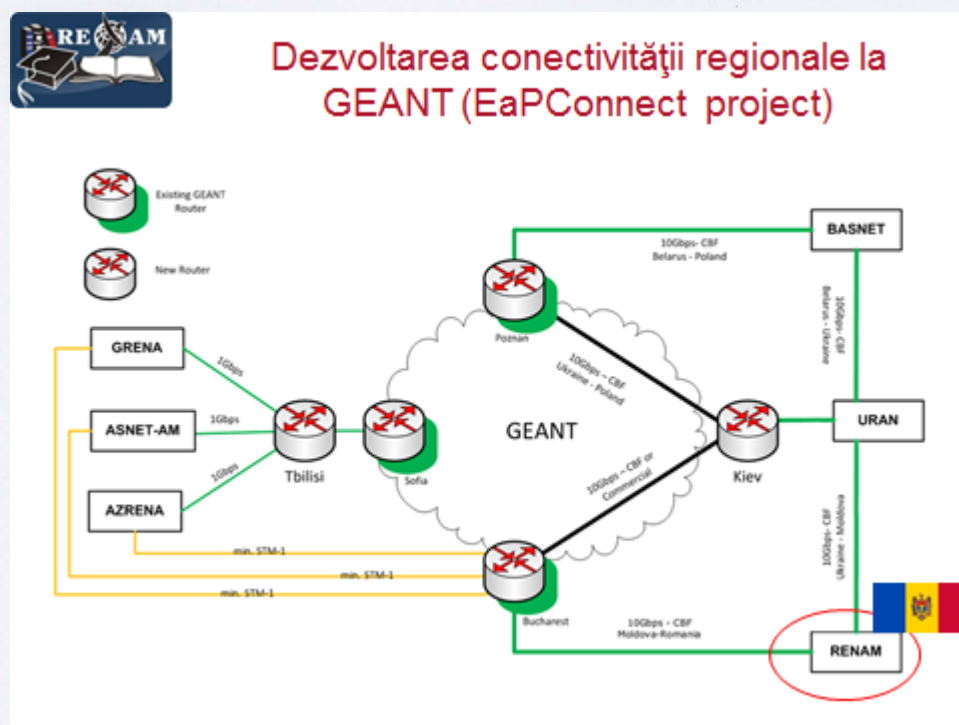 RENAM
Dezvoltarea conectivităţii regionale la
GEANT (EaPConnect project)
Existing GEANT
Router
New Router
GRENA
ASNET-AM
AZRENA
1Gbps
1Gbps
1Gbps
Tbilisi
Sofia
Poznan
GEANT
10Gbps – CBF
Ukraine - Poland
10Gbps – CBF or
Commercial
Kiev
Bucharest
min. STM-1
min. STM-1
min. STM-1
10Gbps- CBF
Belarus - Poland
BASNET
10Gbps- CBF
Belarus - Ukraine
URAN
10Gbps- CBF
Ukraine - Moldova
10Gbps - CBF
Moldova-Romania
RENAM